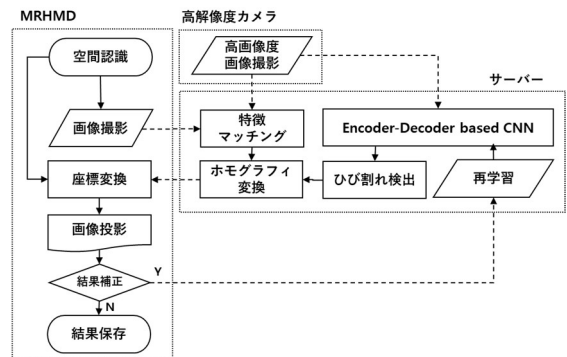 MRHMD
高解像度カメラ
空間認識
高画像度
画像撮影
サーバー
画像撮影
特徴
マッチング
Encoder-Decoder based CNN
座標変換
ホモグラフィ
変換
ひび割れ検出
再学習
画像投影
結果補正
Y
N
結果保存